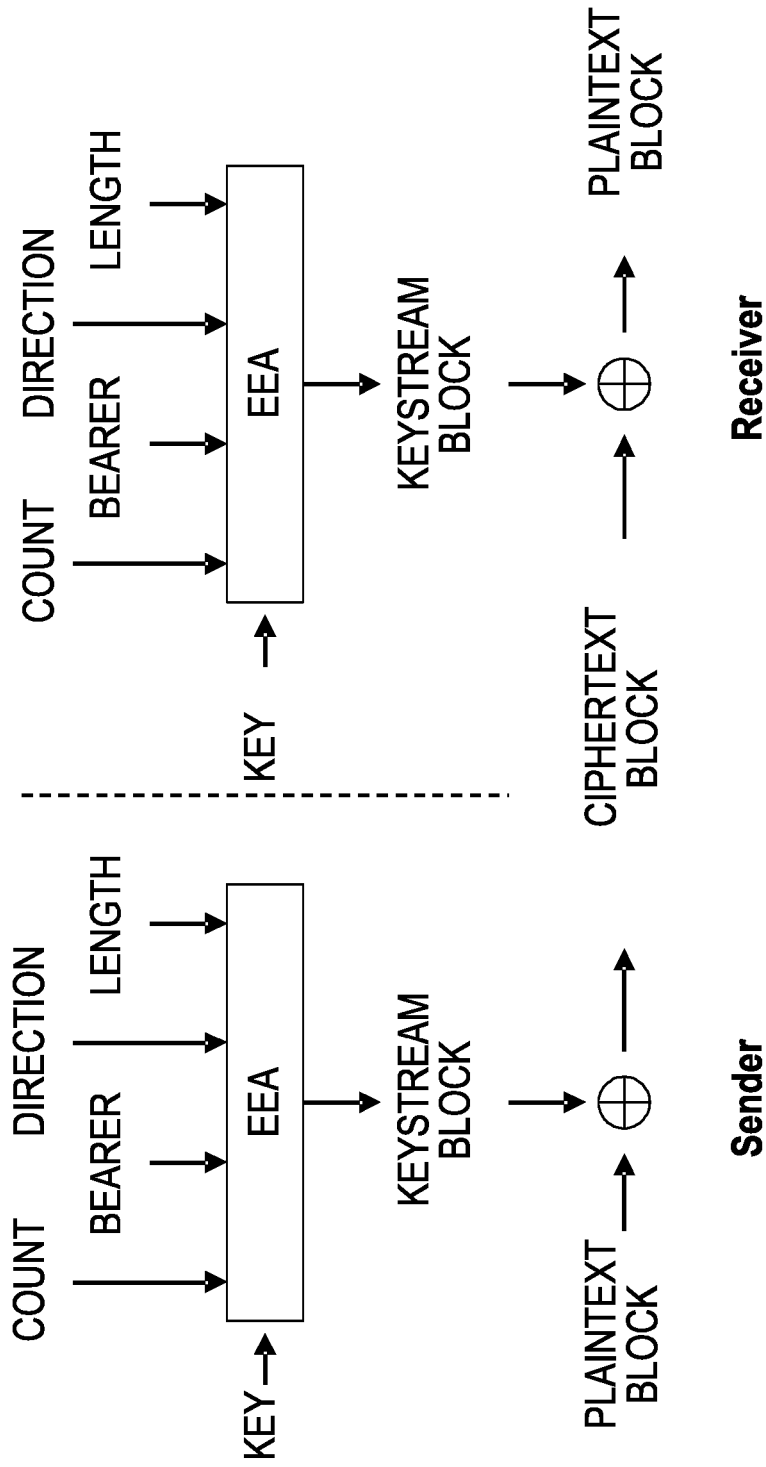 COUNT
DIRECTION
BEARER
LENGTH
KEY
EEA
KEYSTREAM
BLOCK
PLAINTEXT
BLOCK
Sender
COUNT
DIRECTION
BEARER
LENGTH
KEY
EEA
KEYSTREAM
BLOCK
CIPHERTEXT
BLOCK
PLAINTEXT
BLOCK
Receiver